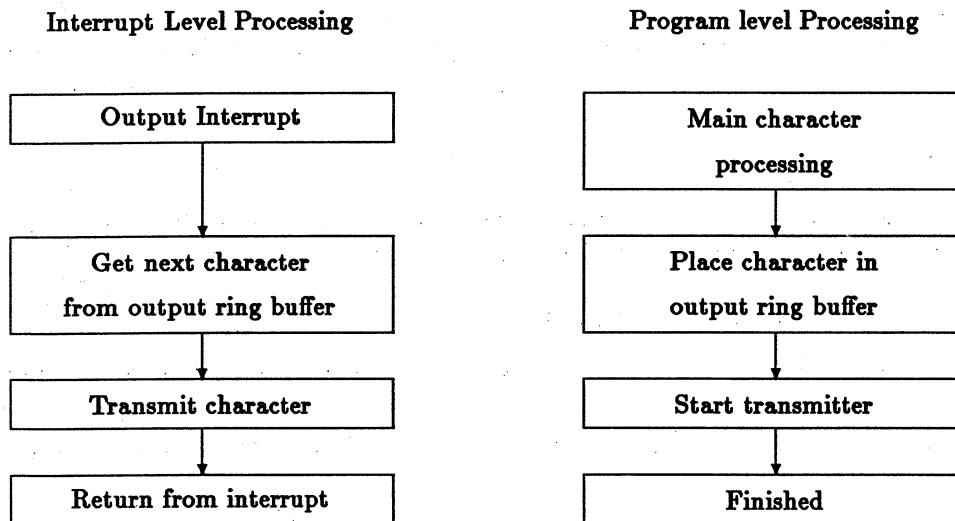 Interrupt Level Processing
Output Interrupt
Get next character
from output ring buffer
Transmit character
Return from interrupt
Program level Processing
Main character
processing
Place character in
output ring buffer
Start transmitter
Finished